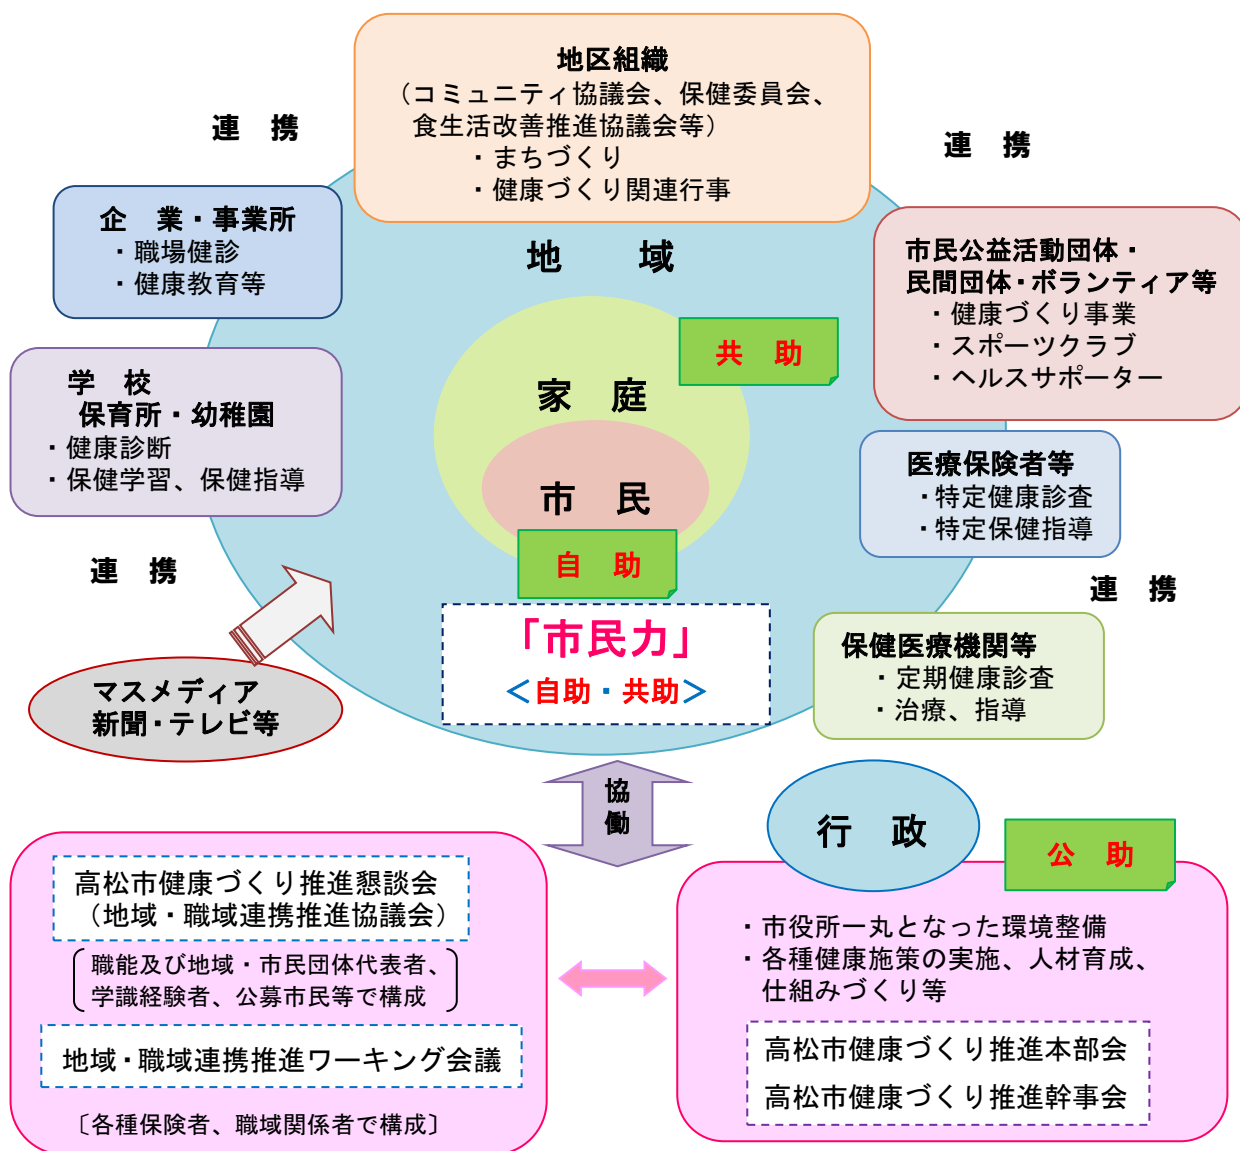 地区組織
（コミュニティ協議会、保健委員会、
食生活改善推進協議会等）
・まちづくり
・健康づくり関連行事
連　携
連　携
企　業・事業所
・職場健診
・健康教育等
地　域
市民公益活動団体・
民間団体・ボランティア等
・健康づくり事業
・スポーツクラブ
・ヘルスサポーター
共　助
学　校
保育所・幼稚園
・健康診断
・保健学習、保健指導
家　庭
市　民
自　助
医療保険者等
・特定健康診査
・特定保健指導
連　携
連　携
「市民力」
＜自助・共助＞
保健医療機関等
・定期健康診査
・治療、指導
マスメディア
新聞・テレビ等
協
働
行　政
公　助
高松市健康づくり推進懇談会
（地域・職域連携推進協議会）
職能及び地域・市民団体代表者、
学識経験者、公募市民等で構成
地域・職域連携推進ワーキング会議
〔各種保険者、職域関係者で構成〕
・市役所一丸となった環境整備
・各種健康施策の実施、人材育成、
仕組みづくり等
高松市健康づくり推進本部会
高松市健康づくり推進幹事会